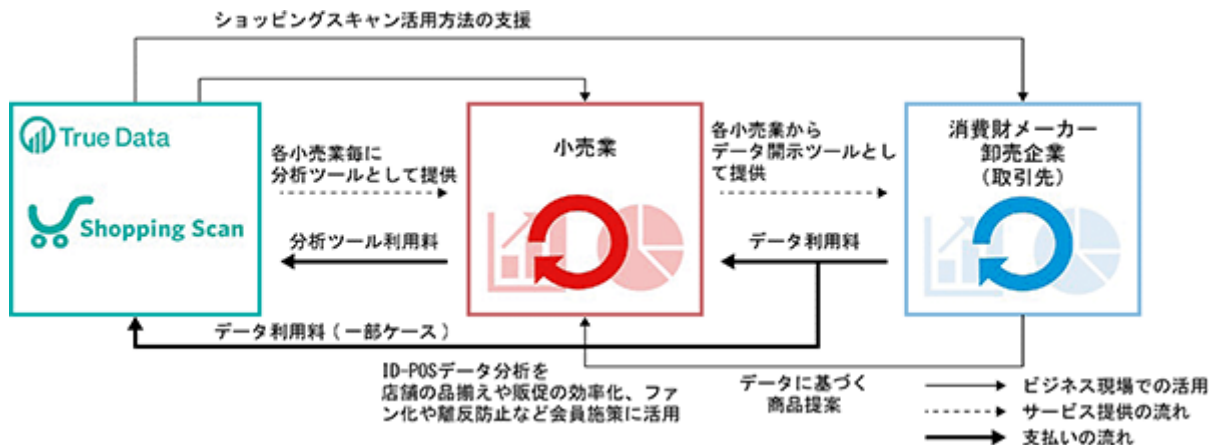 ショッピングスキャン活用方法の支援
True Data
Shopping Scan
各小売業毎に
分析ツールとして提供
分析ツール利用料
小売業
各小売業から
データ開示ツールとし
て提供
データ利用料
消費財メーカー
卸売企業
(取引先)
データ利用料(一部ケース)
ID-POSデータ分析を
店舗の品揃えや販促の効率化、ファ
ン化や離反防止など会員施策に活用
データに基づく
商品提案
ビジネス現場での活用
サービス提供の流れ
支払いの流れ